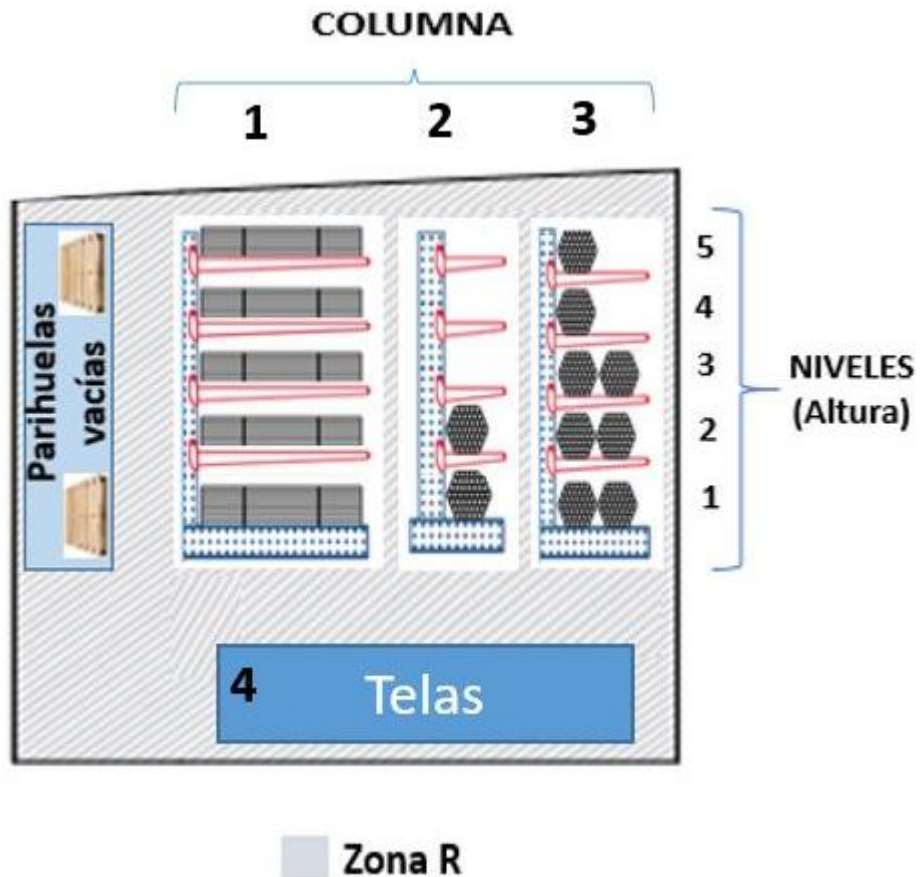 COLUMNA
1 2 3
Parihuelas
vacías
5
4
3
2
1
NIVELES
(Altura)
4 Telas
Zona R